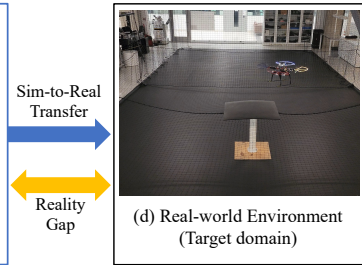 Sim-to-Real
Transfer
Reality
Gap
(d) Real-world Environment
(Target domain)